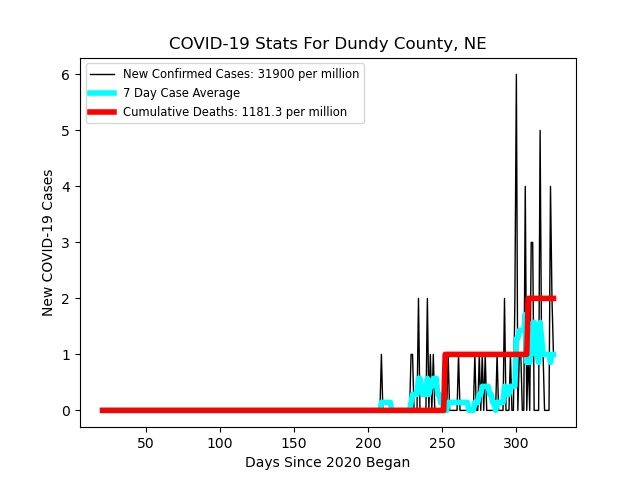 COVID-19 Stats For Dundy County, NE
New Confirmed Cases: 31900 per million
7 Day Case Average
Cumulative Deaths: 1181.3 per million
New COVID-19 Cases
6
5
4
3
2
1
0
50 100 150 200 250 300
Days Since 2020 Began